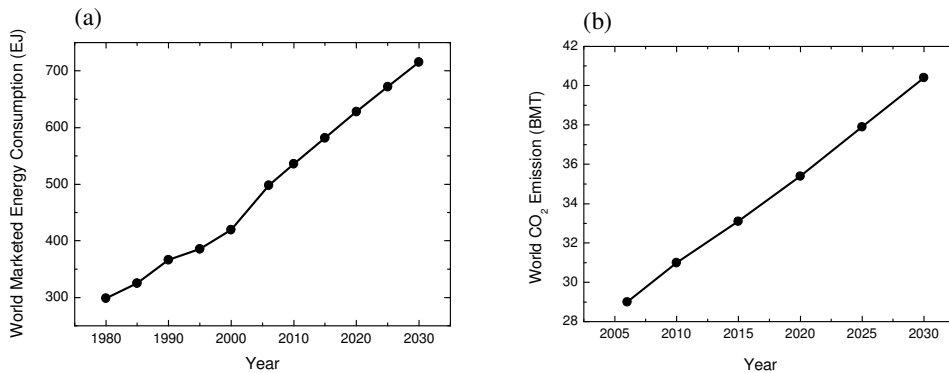 (a)
World Marketed Energy Consumption (EJ)
700
600
500
400
300
1980 1990 2000 2010 2020 2030
Year
(b)
World CO2 Emission (BMT)
42
40
38
36
34
32
30
28
2005 2010 2015 2020 2025 2030
Year